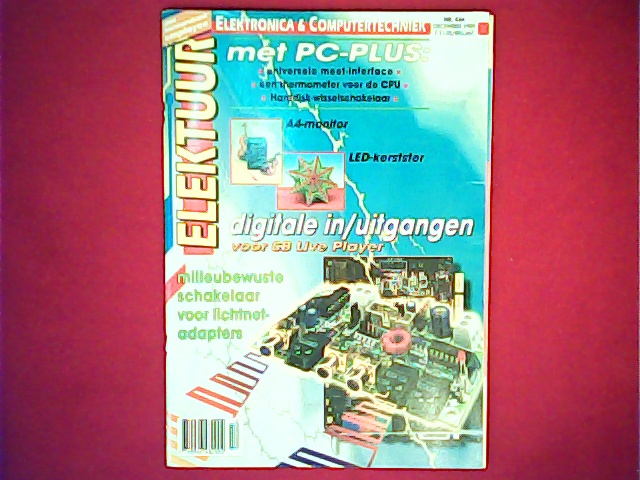 ELEKTRONICA & COMPUTERTECHNIEK
ELEKTUUR
met PC-PLUS:
universele meet-interface
een thermometer voor de CPU
Harddisk-wisselschakelaar
A4-monitor
LED-kerstster
digitale in/uitgangen
voor SB Live Player
milieubewuste
schakelaar
voor lichtnet-
adapters